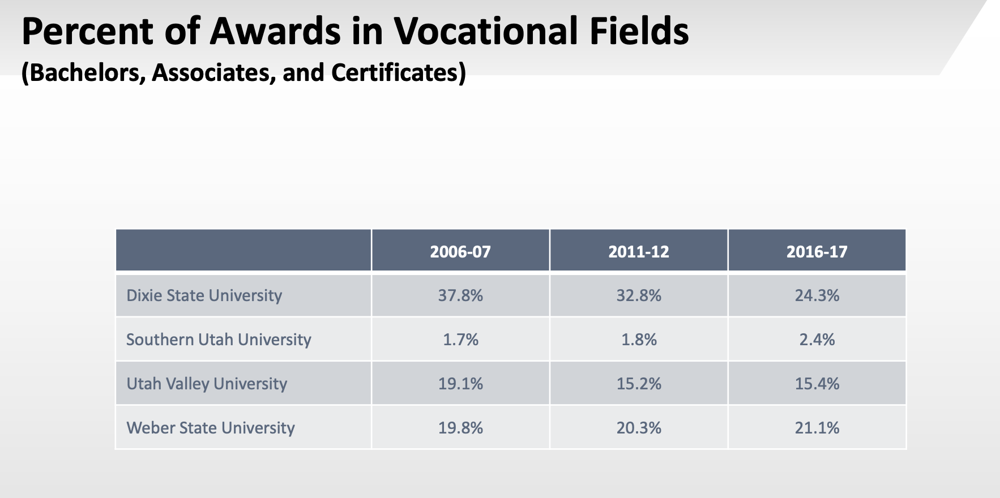 Percent of Awards in Vocational Fields
(Bachelors, Associates, and Certificates)
2006-07 2011-12 2016-17
Dixie State University 37.8% 32.8% 24.3%
Southern Utah University 1.7% 1.8% 2.4%
Utah Valley University 19.1% 15.2% 15.4%
Weber State University 19.8% 20.3% 21.1%